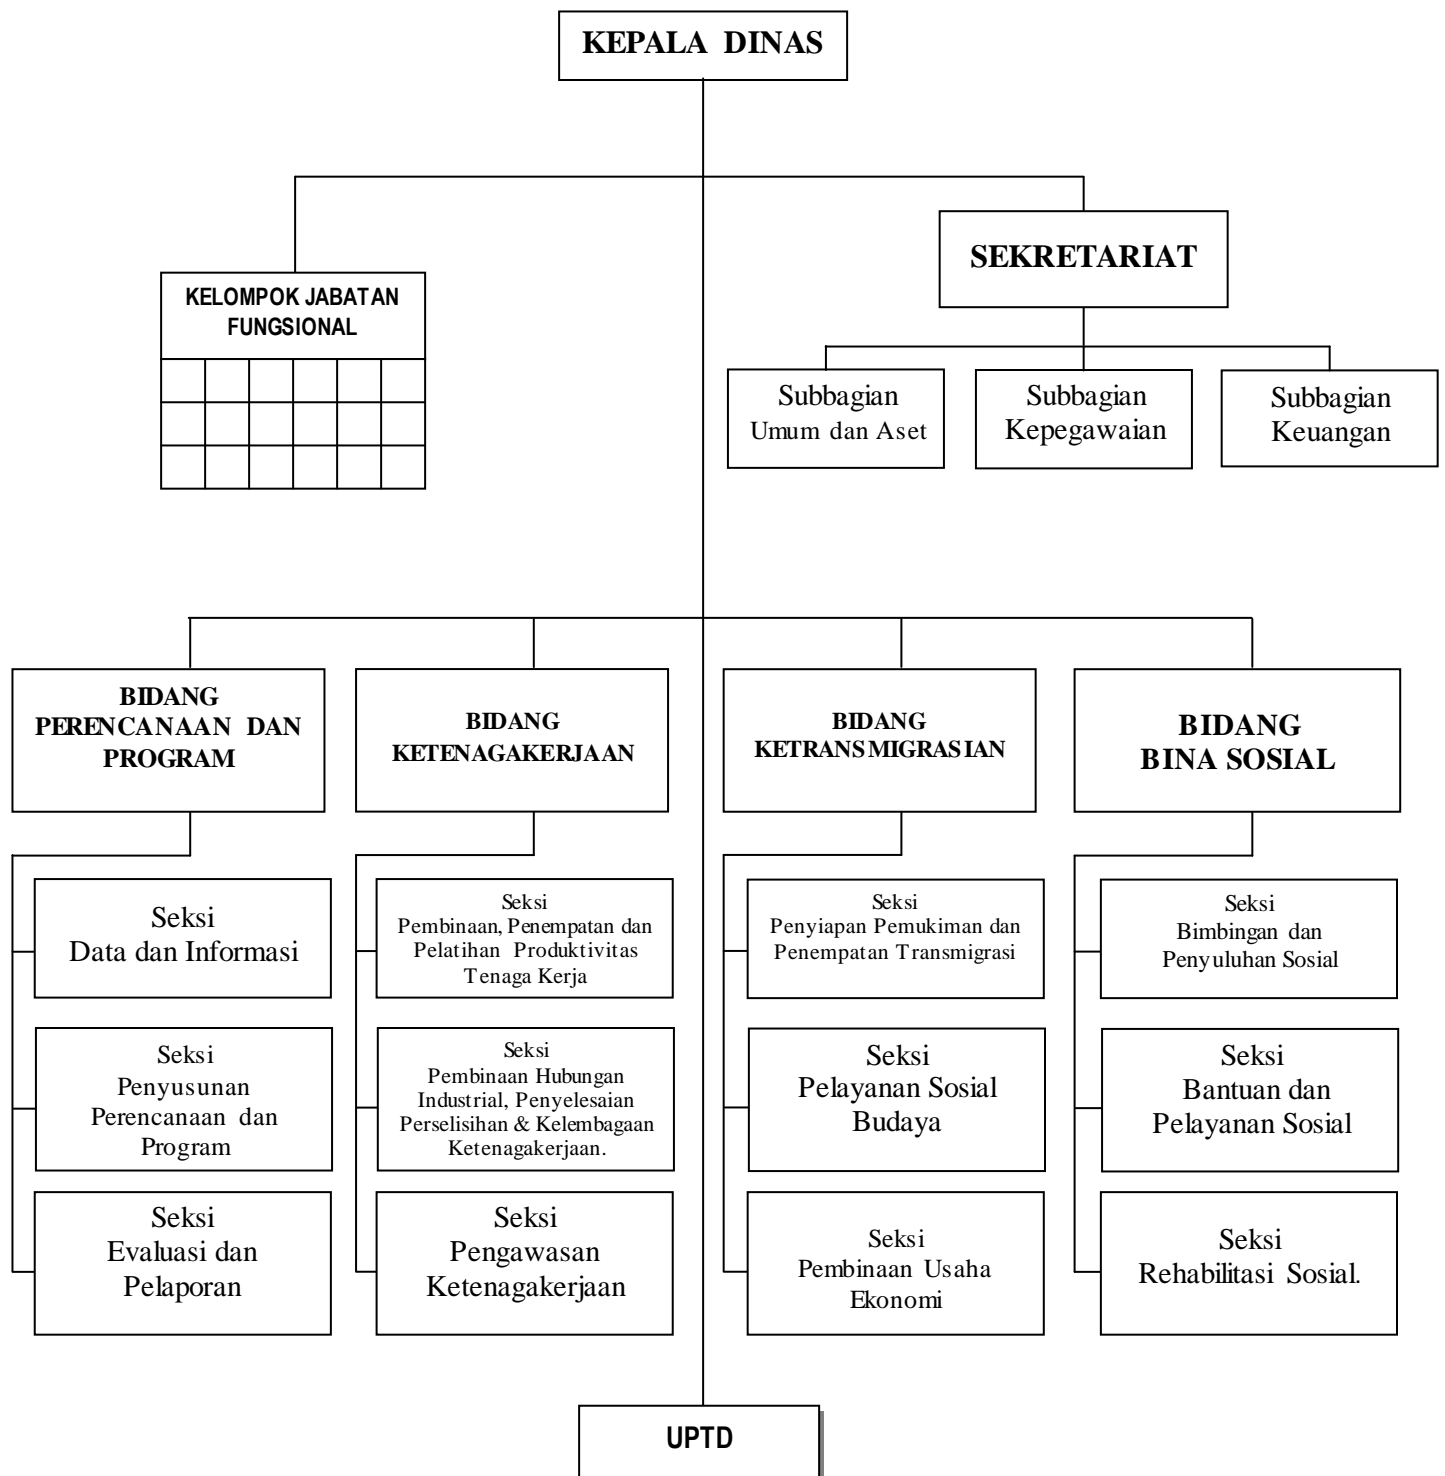 KEPALA DINAS
SEKRETARIAT
KELOMPOK JABATAN
FUNGSIONAL
Subbagian
Umum dan Aset
Subbagian
Kepegawaian
Subbagian
Keuangan
BIDANG
PERENCANAAN DAN
PROGRAM
BIDANG
KETENAGAKERJAAN
BIDANG
KETRANSMIGRASIAN
BIDANG
BINA SOSIAL
Seksi
Data dan Informasi
Seksi
Pembinaan, Penempatan dan
Pelatihan Produktivitas
Tenaga Kerja
Seksi
Penyiapan Pemukiman dan
Penempatan Transmigrasi
Seksi
Bimbingan dan
Penyuluhan Sosial
Seksi
Penyusunan
Perencanaan dan
Program
Seksi
Pembinaan Hubungan
Industrial, Penyelesaian
Perselisihan & Kelembagaan
Ketenagakerjaan.
Seksi
Pelayanan Sosial
Budaya
Seksi
Bantuan dan
Pelayanan Sosial
Seksi
Evaluasi dan
Pelaporan
Seksi
Pengawasan
Ketenagakerjaan
Seksi
Pembinaan Usaha
Ekonomi
Seksi
Rehabilitasi Sosial.
UPTD